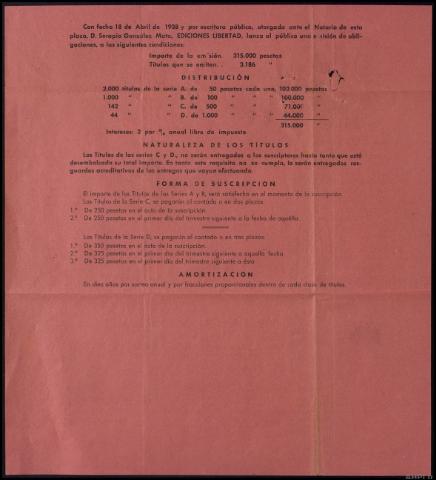 Con fecha 18 de Abril de 1938 y por escritura pública, otorgada ante el Notario de esta
plaza, D. Serapio González Mato, EDICIONES LIBERTAD, lanza al público una emisión de obli-
gaciones, a las siguientes condiciones:
Importe de la emisión. 315.000 pesetas
Títulos que se emiten. . 3.186 "
DISTRIBUCIÓN
2.000 títulos de la serie A. de 50 pesetas cada una, 100.000 pesetas
1.000 " " " B. de 100 " " " 100.000 "
142 " " " C. de 500 " " " 71.000 "
44 " " " D. de 1.000 " " " 44.000 "
315.000 "
Intereses: 3 por %, anual libre de impuesto
NATURALEZA DE LOS TÍTULOS
Los Títulos de las series C y D., no serán entregados a los suscriptores hasta tanto que esté
desembolsado su total importe. En tanto este requisito no se cumpla, le serán entregados res-
guardos acreditativos de las entregas que vayan efectuando.
FORMA DE SUSCRIPCION
El importe de los Títulos de las Series A y B, será satisfecho en el momento de la suscripción.
Los Títulos de la Serie C, se pagarán al contado o en dos plazos:
1.º De 250 pesetas en el acto de la suscripción
2.º De 250 pesetas en el primer día del trimestre siguiente a la fecha de aquélla.
Los Títulos de la Serie D, se pagarán al contado o en tres plazos:
1.º De 350 pesetas en el acto de la suscripción.
2.º De 325 pesetas en el primer día del trimestre siguiente a aquella fecha
3.º De 325 pesetas en el primer día del trimestre siguiente a ésta
AMORTIZACIÓN
En diez años por sorteo anual y por fracciones proporcionales dentro de cada clase de títulos.